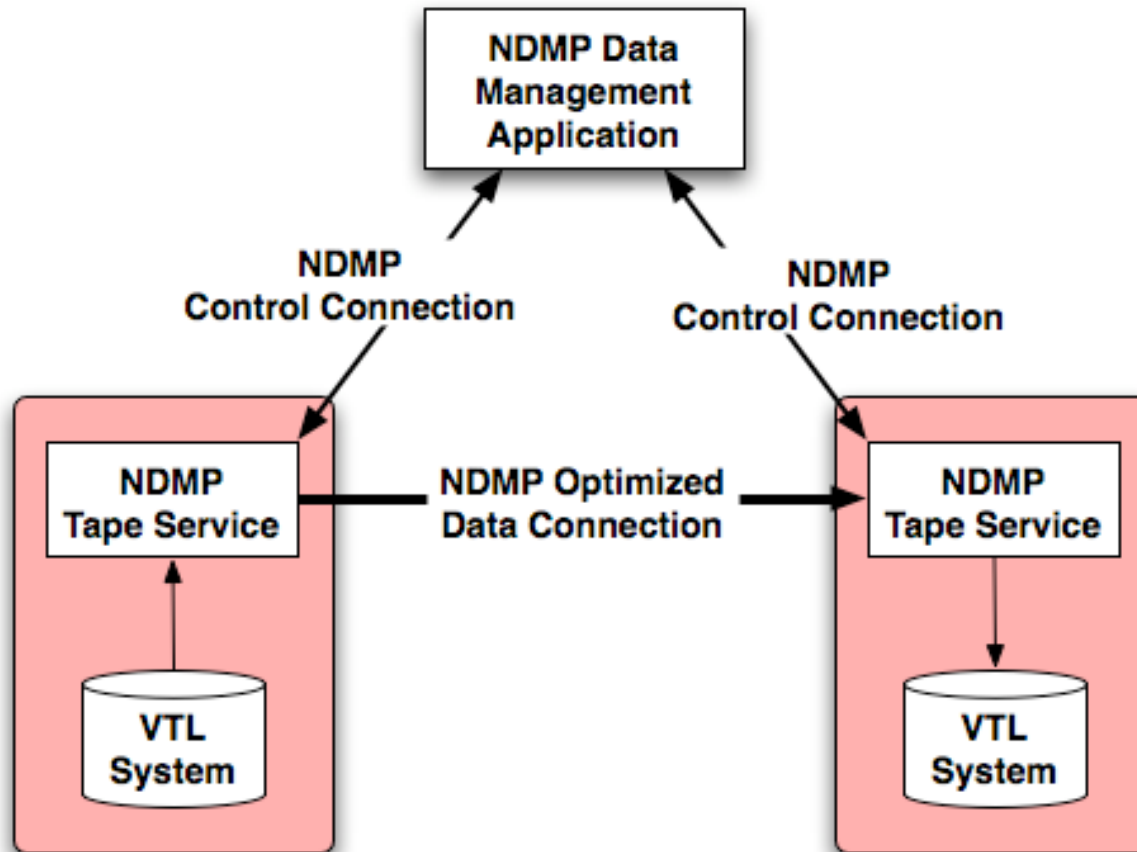 NDMP Data
Management
Application
NDMP
Control Connection
NDMP
Control Connection
NDMP
Tape Service
NDMP Optimized
Data Connection
NDMP
Tape Service
VTL
System
VTL
System